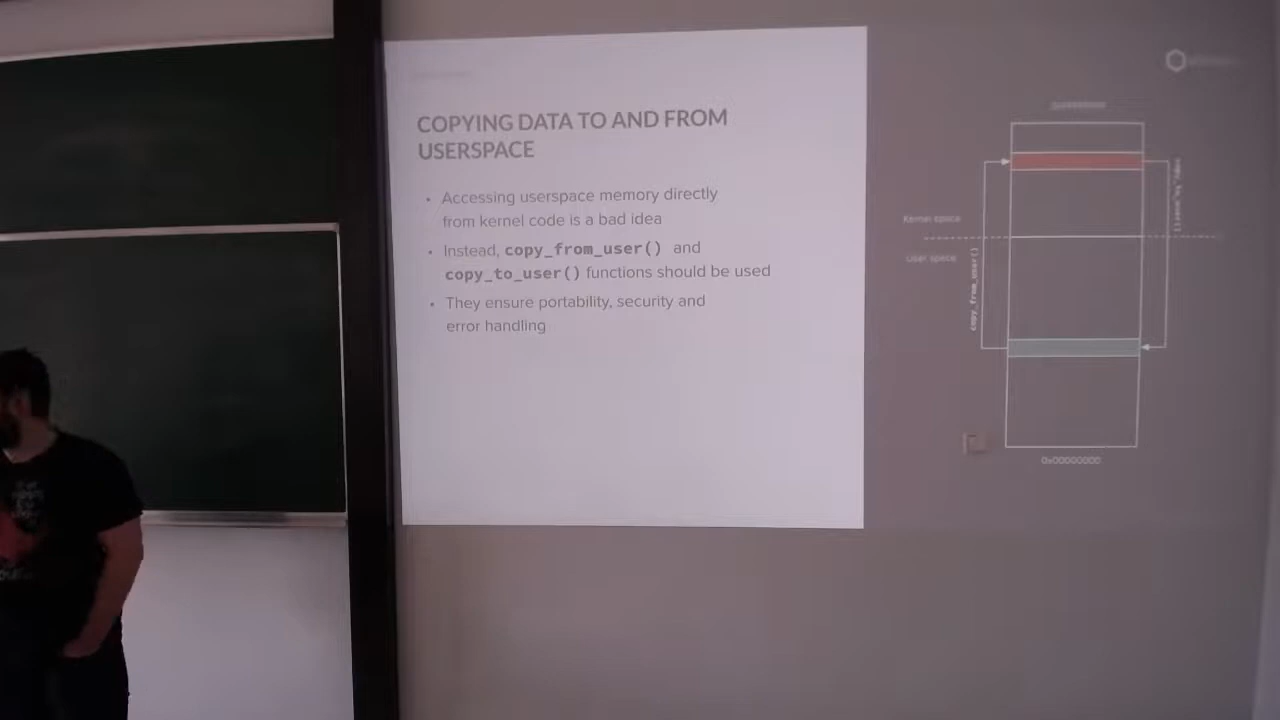 COPYING DATA TO AND FROM
USERSPACE
• Accessing userspace memory directly
from kernel code is a bad idea
• Instead, copy_from_user() and
copy_to_user() functions should be used
• They ensure portability, security and
error handling
Kernel space
User space
copy_from_user()
0x00000000